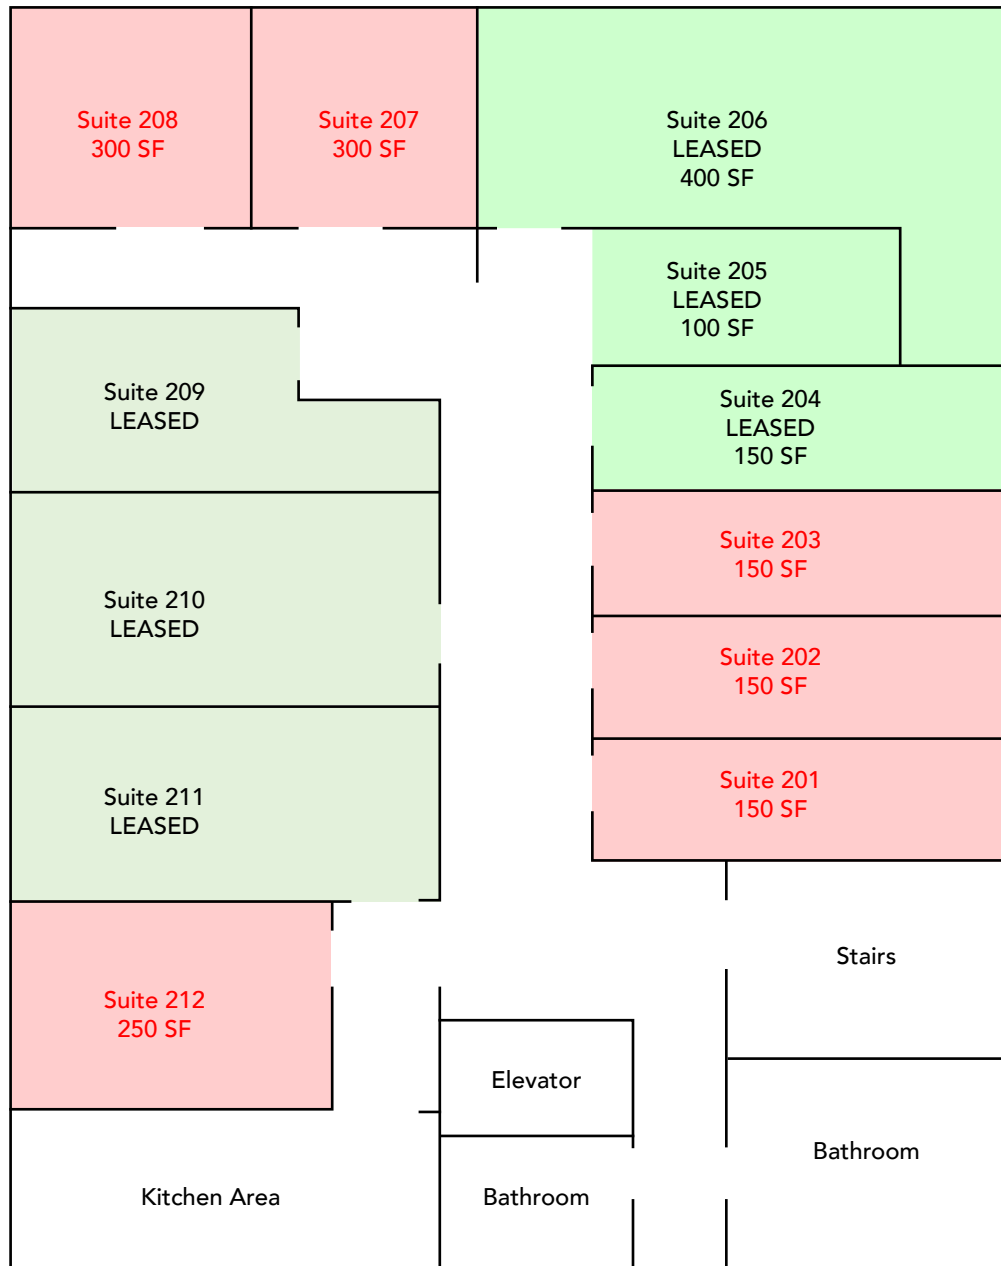 Suite 208
300 SF
Suite 207
300 SF
Suite 206
LEASED
400 SF
Suite 205
LEASED
100 SF
Suite 209
LEASED
Suite 204
LEASED
150 SF
Suite 203
150 SF
Suite 210
LEASED
Suite 202
150 SF
Suite 211
LEASED
Suite 201
150 SF
Suite 212
250 SF
Stairs
Elevator
Bathroom
Kitchen Area
Bathroom